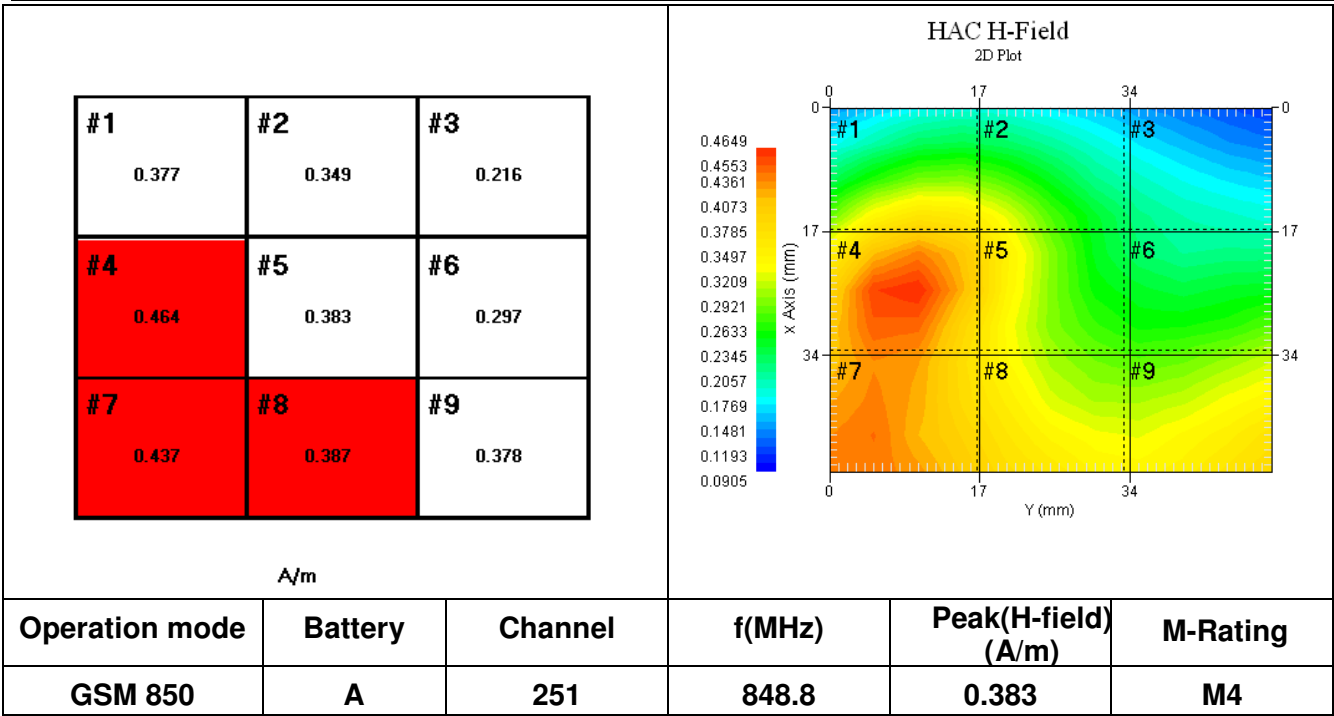 #1 #2 #3
0.377 0.349 0.216
#4 #5 #6
0.464 0.383 0.297
#7 #8 #9
0.437 0.387 0.378
A/m
HAC H-Field
2D Plot
0 17 34
0 0
#1 #2 #3
17 17
#4 #5 #6
34 34
#7 #8 #9
0 17 34
Y (mm)
x Axis (mm)
0.4649
0.4553
0.4361
0.4073
0.3785
0.3497
0.3209
0.2921
0.2633
0.2345
0.2057
0.1769
0.1481
0.1193
0.0905
Operation mode Battery Channel f(MHz) Peak(H-field) (A/m) M-Rating
GSM 850 A 251 848.8 0.383 M4